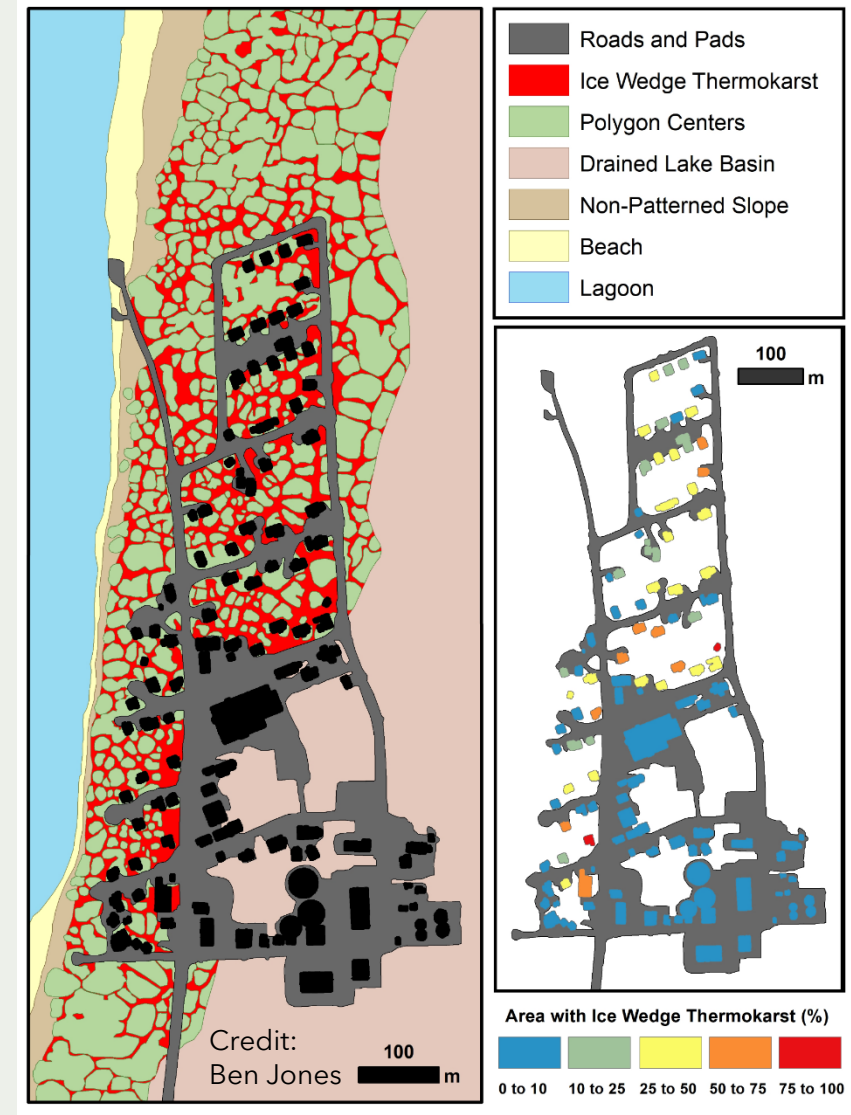 Roads and Pads
Ice Wedge Thermokarst
Polygon Centers
Drained Lake Basin
Non-Patterned Slope
Beach
Lagoon
100
m
Credit:
Ben Jones
100
m
Area with Ice Wedge Thermokarst (%)
0 to 10 10 to 25 25 to 50 50 to 75 75 to 100